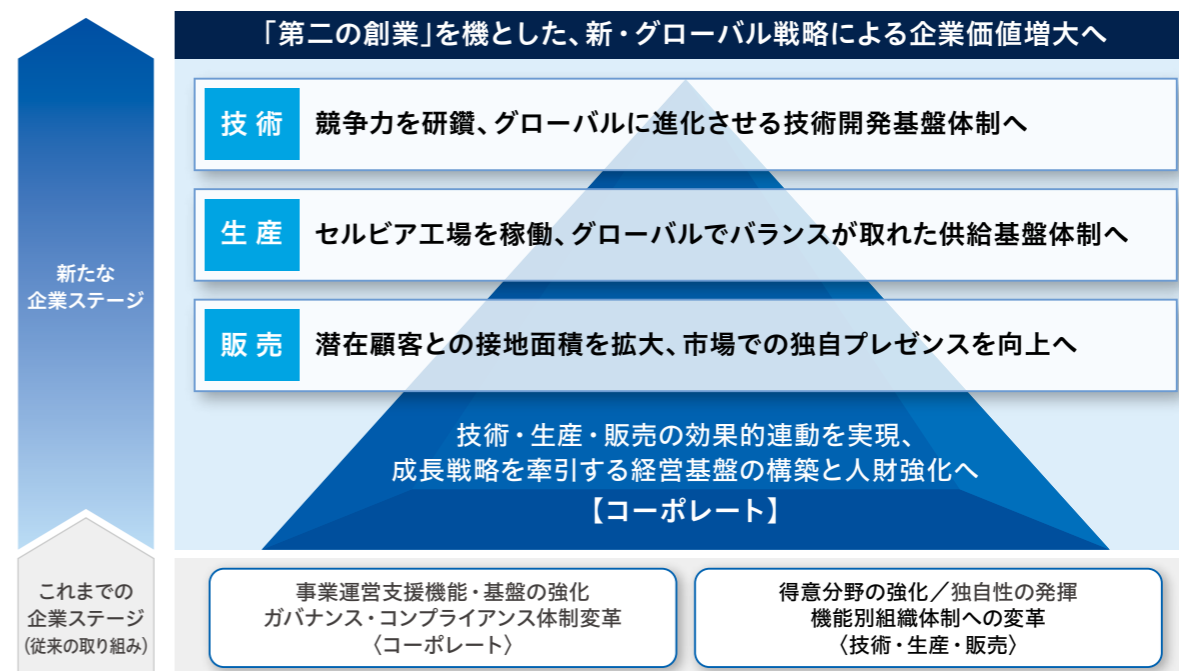 「第二の創業」を機とした、新・グローバル戦略による企業価値増大へ
技術 競争力を研鑽、グローバルに進化させる技術開発基盤体制へ
生産 セルビア工場を稼働、グローバルでバランスが取れた供給基盤体制へ
販売 潜在顧客との接地面積を拡大、市場での独自プレゼンスを向上へ
技術・生産・販売の効果的連動を実現、
成長戦略を牽引する経営基盤の構築と人財強化へ
【コーポレート】
新たな
企業ステージ
これまでの
企業ステージ
(従来の取り組み)
事業運営支援機能・基盤の強化
ガバナンス・コンプライアンス体制変革
〈コーポレート〉
得意分野の強化／独自性の発揮
機能別組織体制への変革
〈技術・生産・販売〉